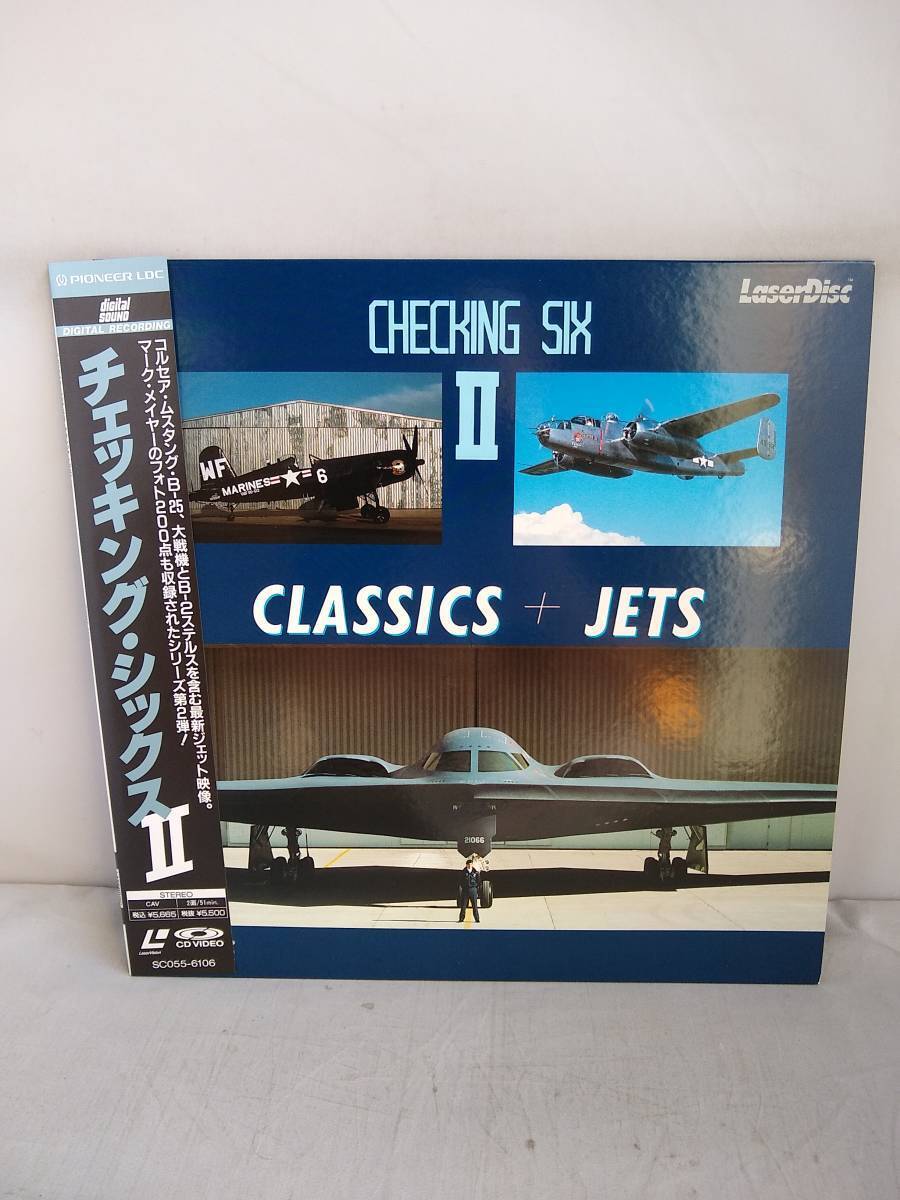 PIONEER LDC
digital
SOUND
DIGITAL RECORDING
コルセア・ムスタング・B-25、大戦機とB-2ステルスを含む最新ジェット映像。
マーク・メイヤーのフォト200点も収録されたシリーズ第2弾!
チェッキング・シックス
II
STEREO
CAV
2面/51min.
税込 ¥5,665
税抜 ¥5,500
LaserVision
CD VIDEO
SC055-6106
LaserDisc
CHECKING SIX
II
WF
MARINES
6
CLASSICS + JETS
21066